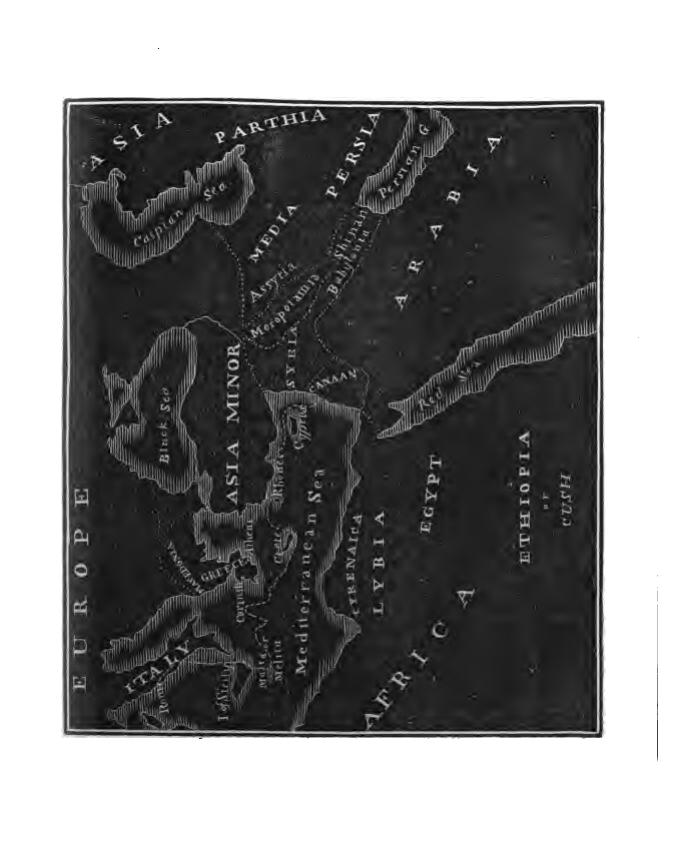 EUROPE
ASIA
PARTHIA
Caspian Sea
Black Sea
ITALY
Rome
I of Sicily
MACEDONIA
GREECE
Corinth
Athens
ASIA MINOR
MEDIA
PERSIA
Assyria
Mesopotamia
SYRIA
Shinar
Babylonia
Persian G
Rhodes
Crete
Cyprus
CANAAN
Malta
or
Melita
Mediterranean Sea
CYRENAICA
LYBIA
EGYPT
Red Sea
ARABIA
AFRICA
ETHIOPIA
CUSH